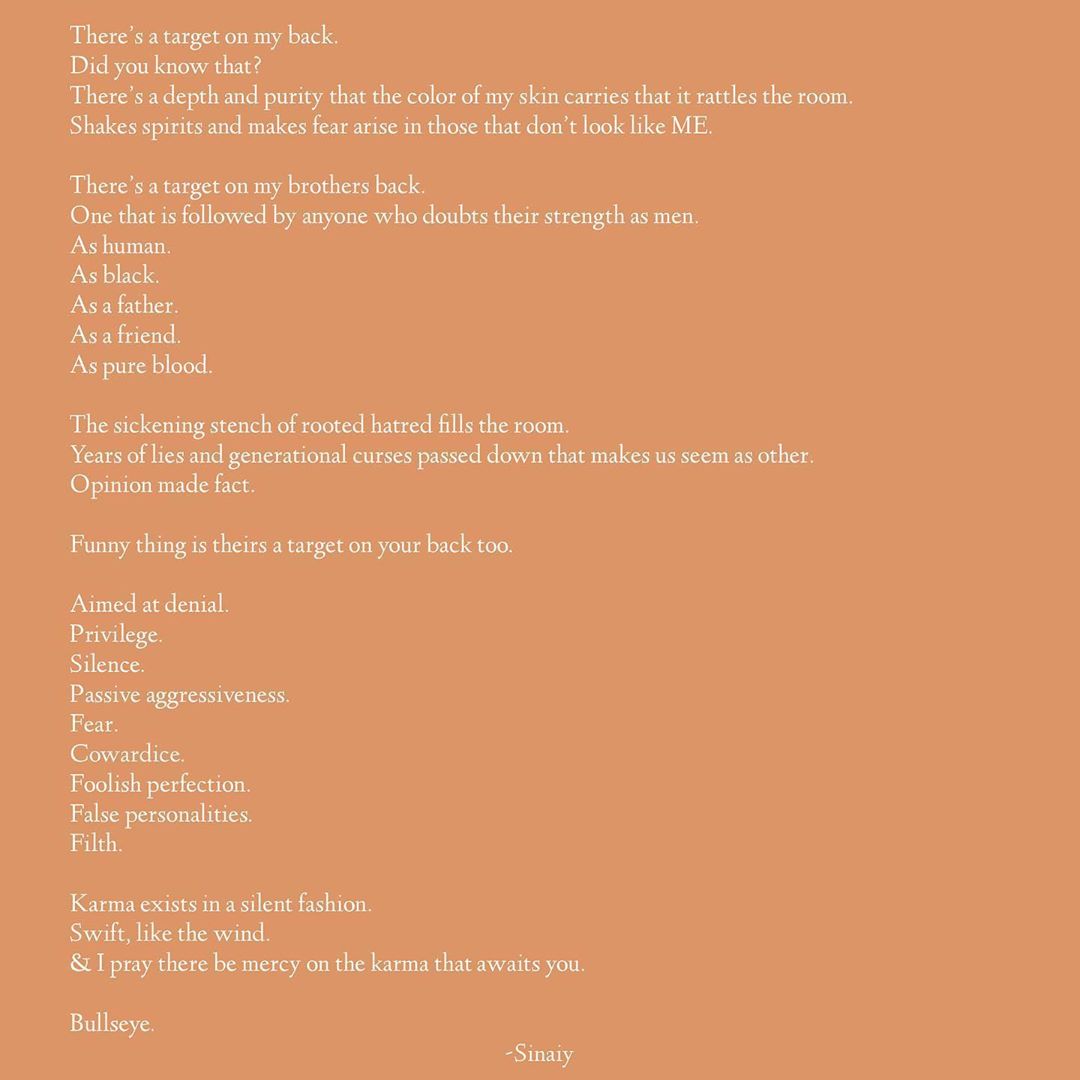 There's a target on my back.
Did you know that?
There's a depth and purity that the color of my skin carries that it rattles the room.
Shakes spirits and makes fear arise in those that don't look like ME.
There's a target on my brothers back.
One that is followed by anyone who doubts their strength as men.
As human.
As black.
As a father.
As a friend.
As pure blood.
The sickening stench of rooted hatred fills the room.
Years of lies and generational curses passed down that makes us seem as other.
Opinion made fact.
Funny thing is theirs a target on your back too.
Aimed at denial.
Privilege.
Silence.
Passive aggressiveness.
Fear.
Cowardice.
Foolish perfection.
False personalities.
Filth.
Karma exists in a silent fashion.
Swift, like the wind.
& I pray there be mercy on the karma that awaits you.
Bullseye.
-Sinaiy